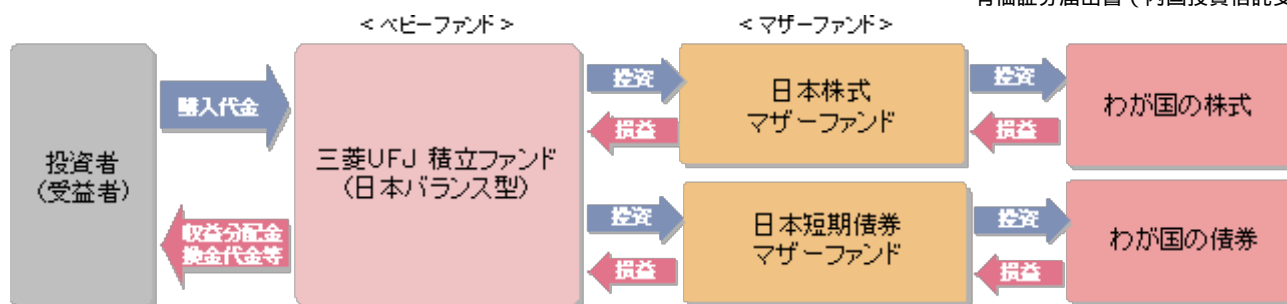 <ベビーファンド>
<マザーファンド>
投資者
(受益者)
購入代金
収益分配金
換金代金等
三菱UFJ 積立ファンド
(日本バランス型)
投資
損益
日本株式
マザーファンド
投資
損益
わが国の株式
投資
損益
日本短期債券
マザーファンド
投資
損益
わが国の債券